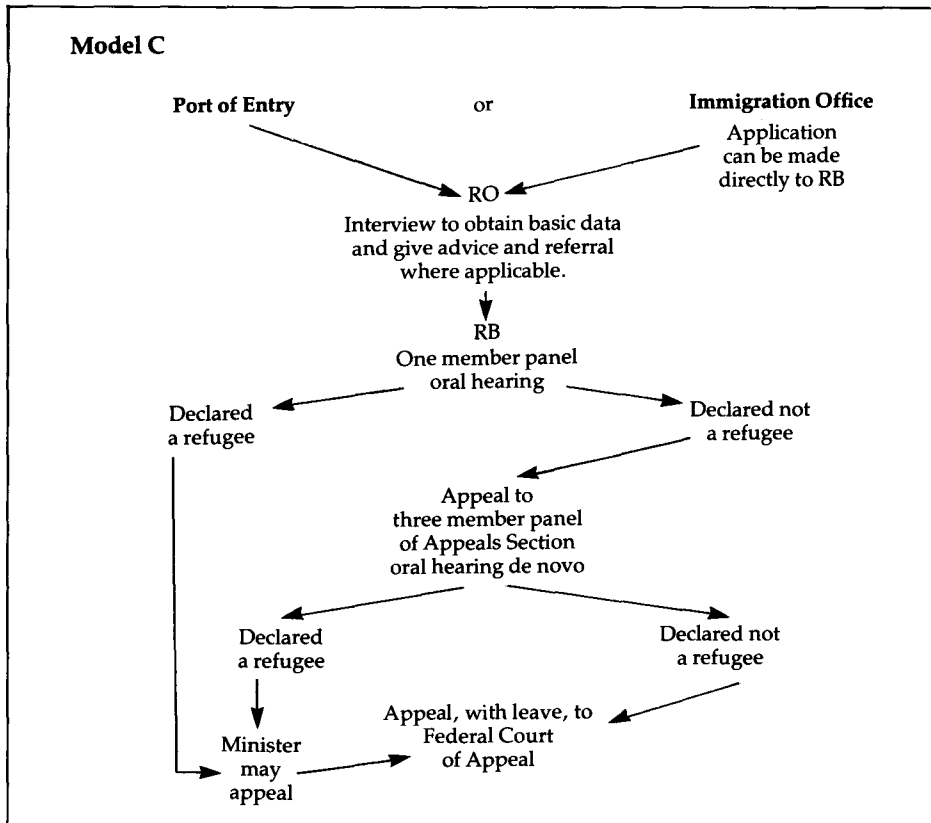 Model C
Port of Entry
or
Immigration Office
Application
can be made
directly to RB
RO
Interview to obtain basic data
and give advice and referral
where applicable.
RB
One member panel
oral hearing
Declared
a refugee
Declared not
a refugee
Appeal to
three member panel
of Appeals Section
oral hearing de novo
Declared
a refugee
Declared not
a refugee
Minister
may
appeal
Appeal, with leave, to
Federal Court
of Appeal